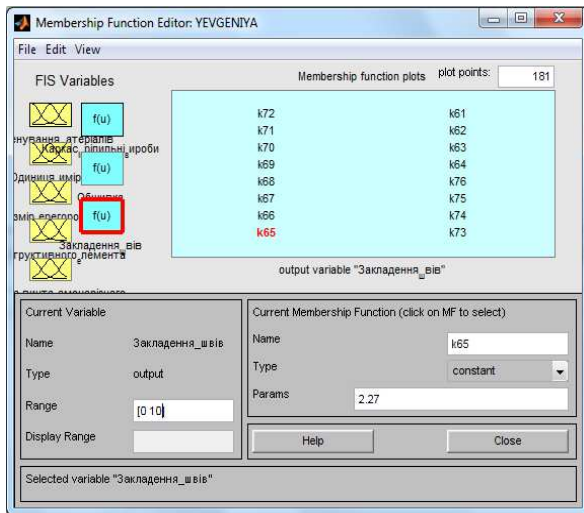 Membership Function Editor: YEVGENIYA
File Edit View
FIS Variables
Membership function plots
plot points:
181
f(u)
f(u)
f(u)
ироби
Одиниця
Закладення_вів
k72 k61
k71 k62
k70 k63
k69 k64
k68 k76
k67 k75
k66 k74
k65 k73
output variable "Закладення_швів"
Current Variable
Name Закладення_швів
Type output
Range [0 10]
Display Range
Current Membership Function (click on MF to select)
Name k65
Type constant
Params 2.27
Help Close
Selected variable "Закладення_швів"